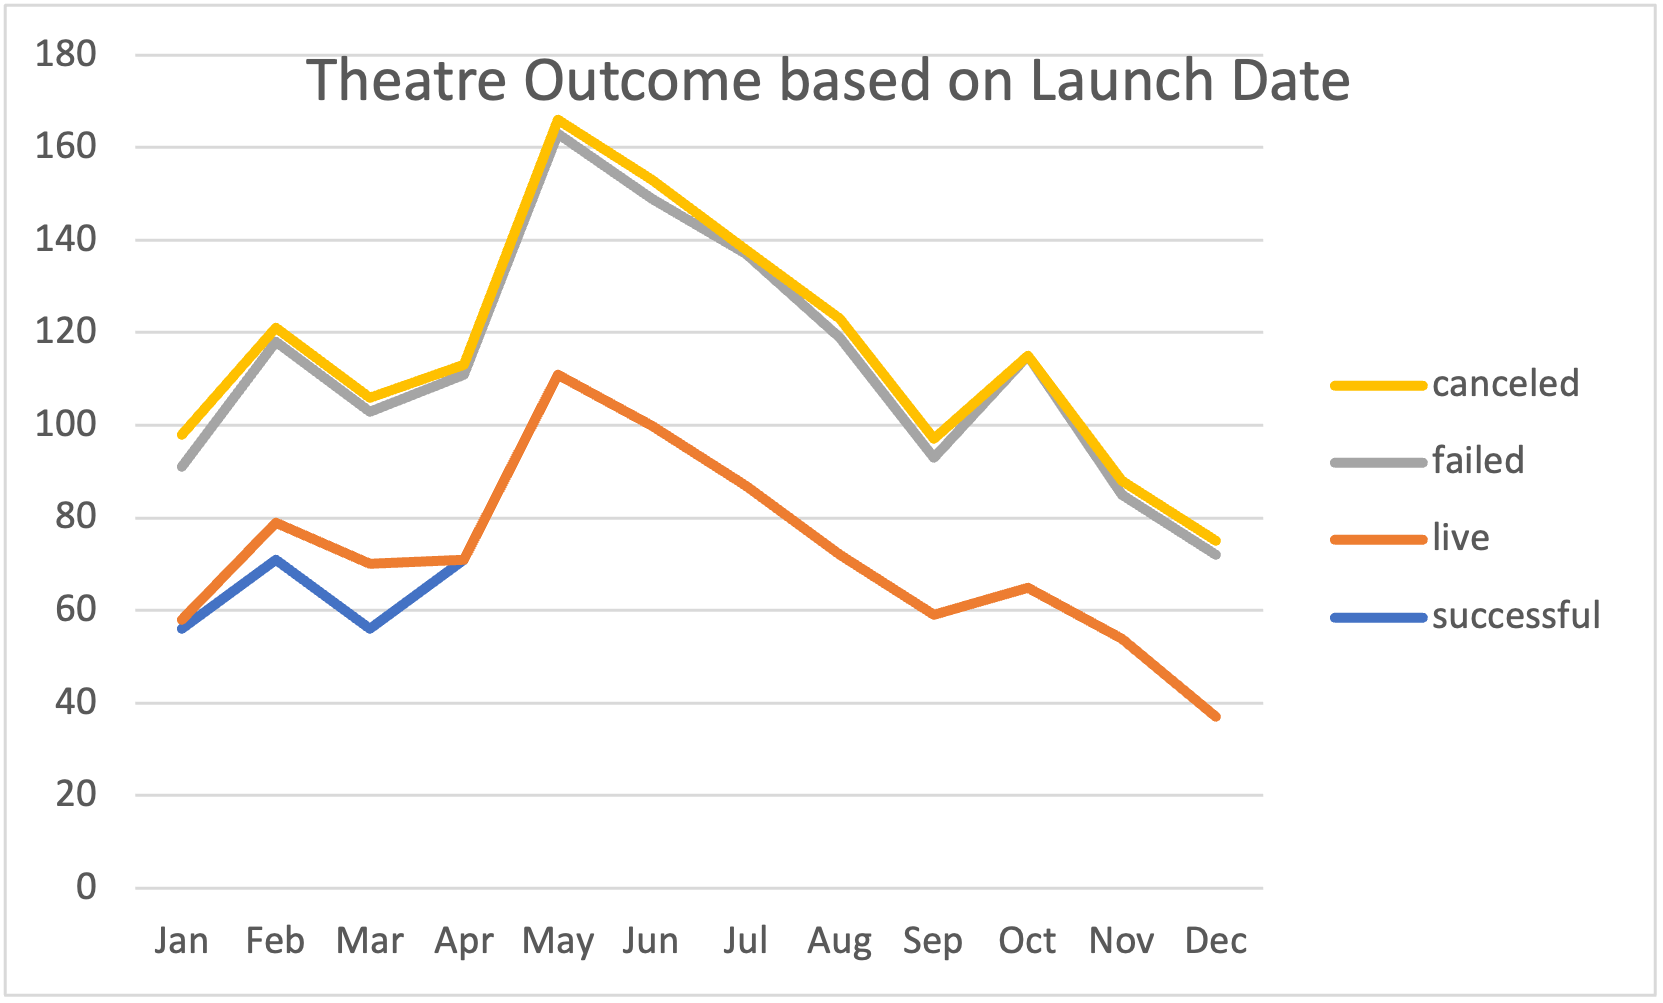 Theatre Outcome based on Launch Date
180
160
140
120
100
80
60
40
20
0
Jan Feb Mar Apr May Jun Jul Aug Sep Oct Nov Dec
canceled
failed
live
successful